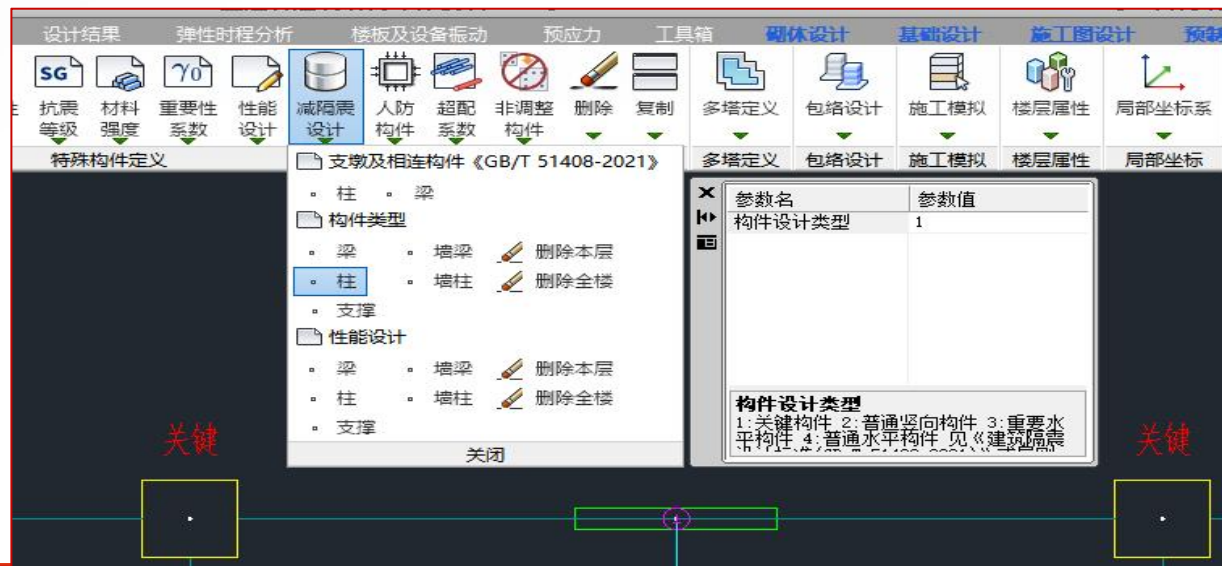 设计结果 弹性时程分析 楼板及设备振动 预应力 工具箱 砌体设计 基础设计 施工图设计 预制
抗震等级 材料强度 重要性系数 性能设计 减隔震设计 人防构件 超配系数 非调整构件 删除 复制 多塔定义 包络设计 施工模拟 楼层属性 局部坐标系
SG γ0
特殊构件定义 多塔定义 包络设计 施工模拟 楼层属性 局部坐标
支墩及相连构件《GB/T 51408-2021》
柱 梁
构件类型
梁 墙梁 删除本层
柱 墙柱 删除全楼
支撑
性能设计
梁 墙梁 删除本层
柱 墙柱 删除全楼
支撑
关闭
参数名 参数值
构件设计类型 1
构件设计类型
1:关键构件 2:普通竖向构件 3:重要水
平构件 4:普通水平构件 见《建筑隔震
关键
关键